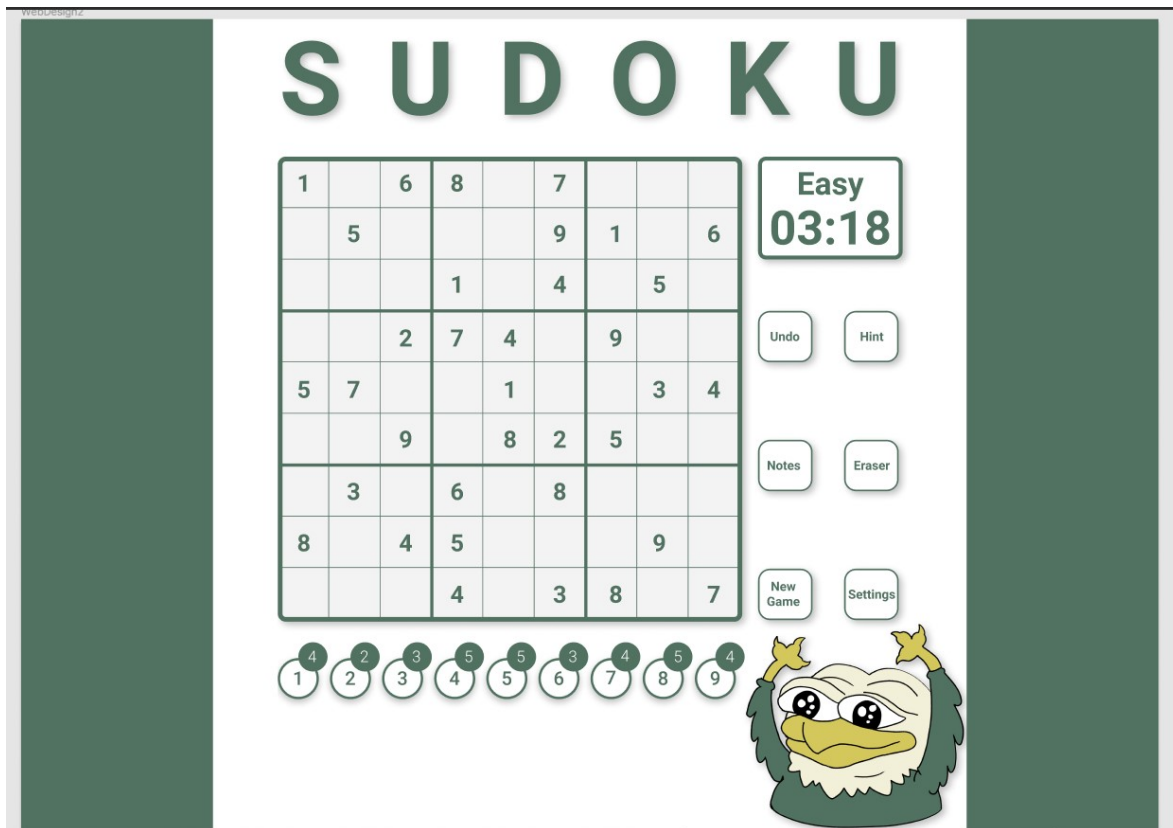 WebDesign2
S U D O K U
1 6 8 7
5 9 1 6
1 4 5
2 7 4 9
5 7 1 3 4
9 8 2 5
3 6 8
8 4 5 9
4 3 8 7
Easy
03:18
Undo Hint
Notes Eraser
New Game Settings
4 2 3 5 5 3 4 5 4
1 2 3 4 5 6 7 8 9